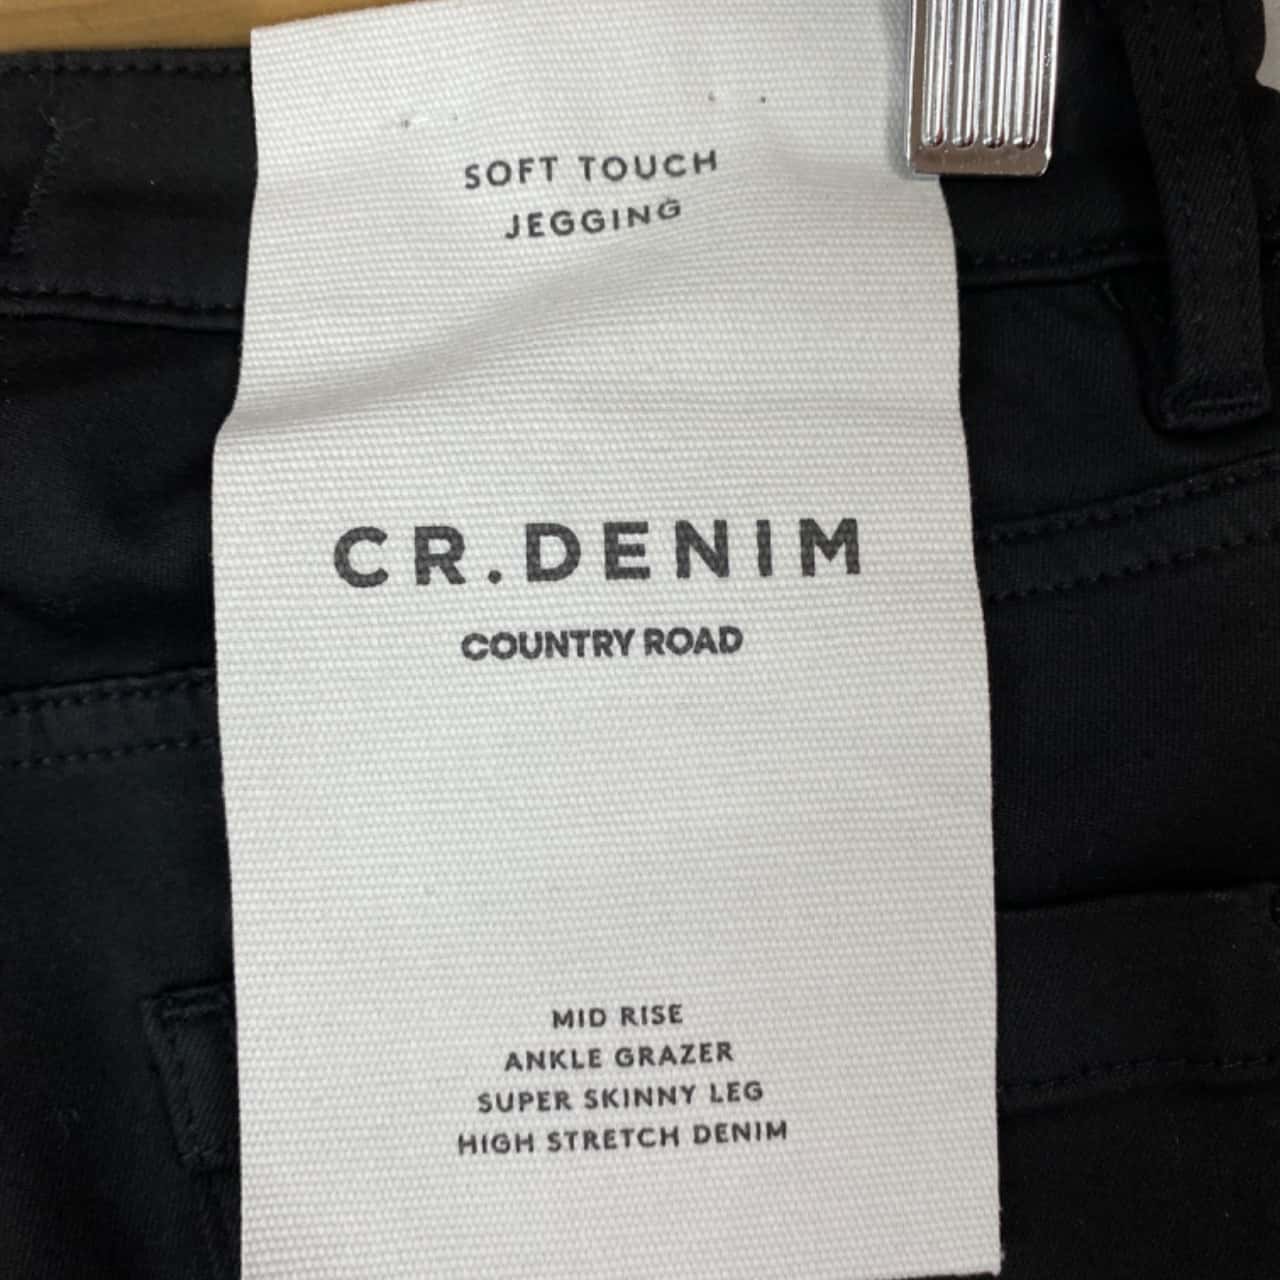 SOFT TOUCH
JEGGING
CR.DENIM
COUNTRY ROAD
MID RISE
ANKLE GRAZER
SUPER SKINNY LEG
HIGH STRETCH DENIM